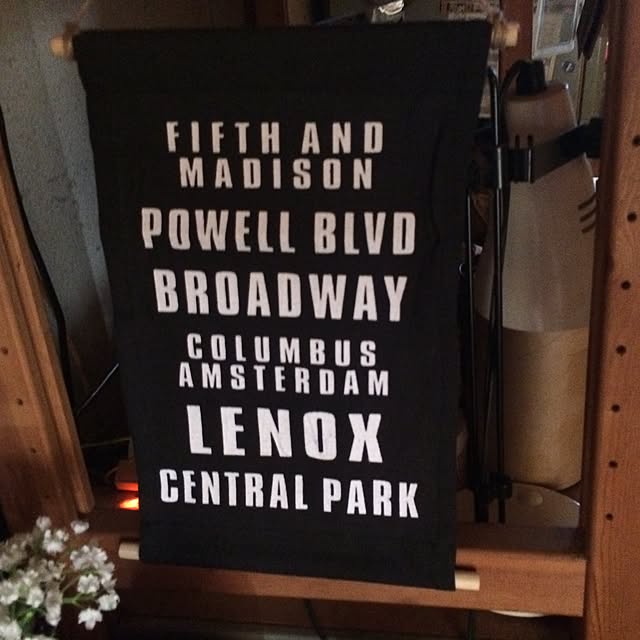 FIFTH AND
MADISON
POWELL BLVD
BROADWAY
COLUMBUS
AMSTERDAM
LENOX
CENTRAL PARK